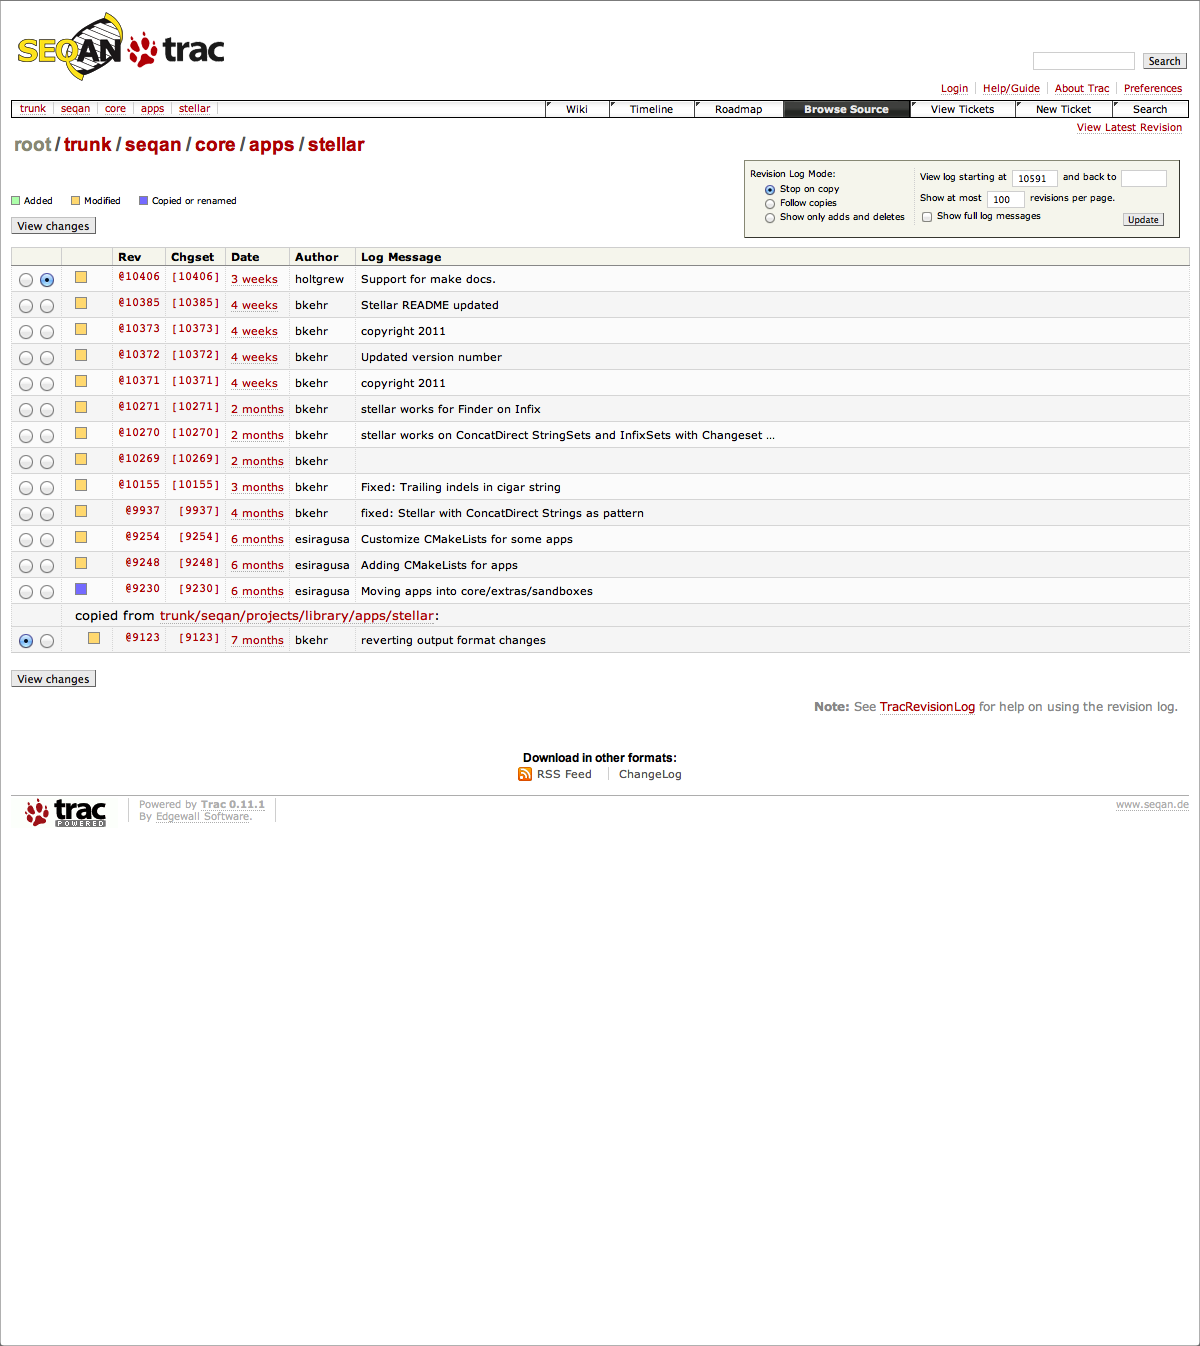 SEQAN trac
Search
Login Help/Guide About Trac Preferences
trunk seqan core apps stellar Wiki Timeline Roadmap Browse Source View Tickets New Ticket Search
View Latest Revision
root / trunk / seqan / core / apps / stellar
Revision Log Mode:
Stop on copy
Follow copies
Show only adds and deletes
View log starting at 10591 and back to
Show at most 100 revisions per page.
Show full log messages
Update
Added Modified Copied or renamed
View changes
Rev Chgset Date Author Log Message
@10406 [10406] 3 weeks holtgrew Support for make docs.
@10385 [10385] 4 weeks bkehr Stellar README updated
@10373 [10373] 4 weeks bkehr copyright 2011
@10372 [10372] 4 weeks bkehr Updated version number
@10371 [10371] 4 weeks bkehr copyright 2011
@10271 [10271] 2 months bkehr stellar works for Finder on Infix
@10270 [10270] 2 months bkehr stellar works on ConcatDirect StringSets and InfixSets with Changeset ...
@10269 [10269] 2 months bkehr
@10155 [10155] 3 months bkehr Fixed: Trailing indels in cigar string
@9937 [9937] 4 months bkehr fixed: Stellar with ConcatDirect Strings as pattern
@9254 [9254] 6 months esiragusa Customize CMakeLists for some apps
@9248 [9248] 6 months esiragusa Adding CMakeLists for apps
@9230 [9230] 6 months esiragusa Moving apps into core/extras/sandboxes
copied from trunk/seqan/projects/library/apps/stellar:
@9123 [9123] 7 months bkehr reverting output format changes
View changes
Note: See TracRevisionLog for help on using the revision log.
Download in other formats:
RSS Feed ChangeLog
trac POWERED
Powered by Trac 0.11.1
By Edgewall Software.
www.seqan.de